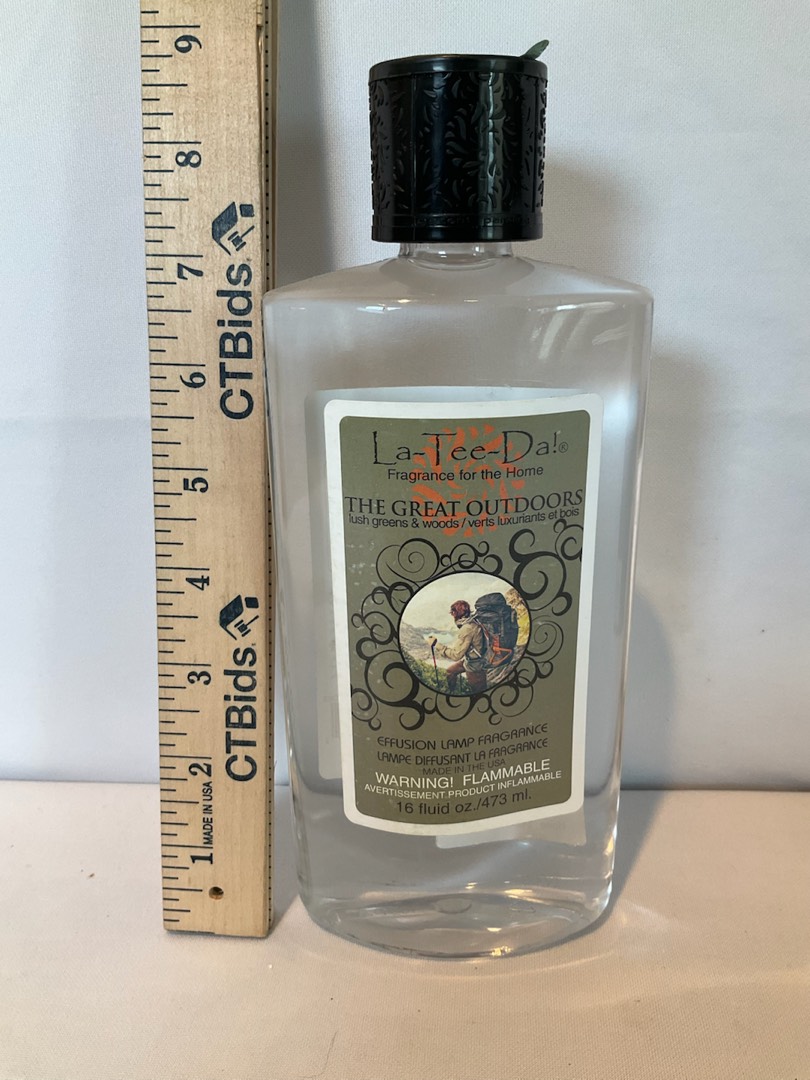 9
8
7
6
5
4
3
2
1
CTBids.
CTBids.
MADE IN USA
La-Tee-Da!®
Fragrance for the Home
THE GREAT OUTDOORS
lush greens & woods / verts luxuriants et bois
EFFUSION LAMP FRAGRANCE
LAMPE DIFFUSANT LA FRAGRANCE
MADE IN THE USA
WARNING! FLAMMABLE
AVERTISSEMENT.PRODUCT INFLAMMABLE
16 fluid oz./473 ml.